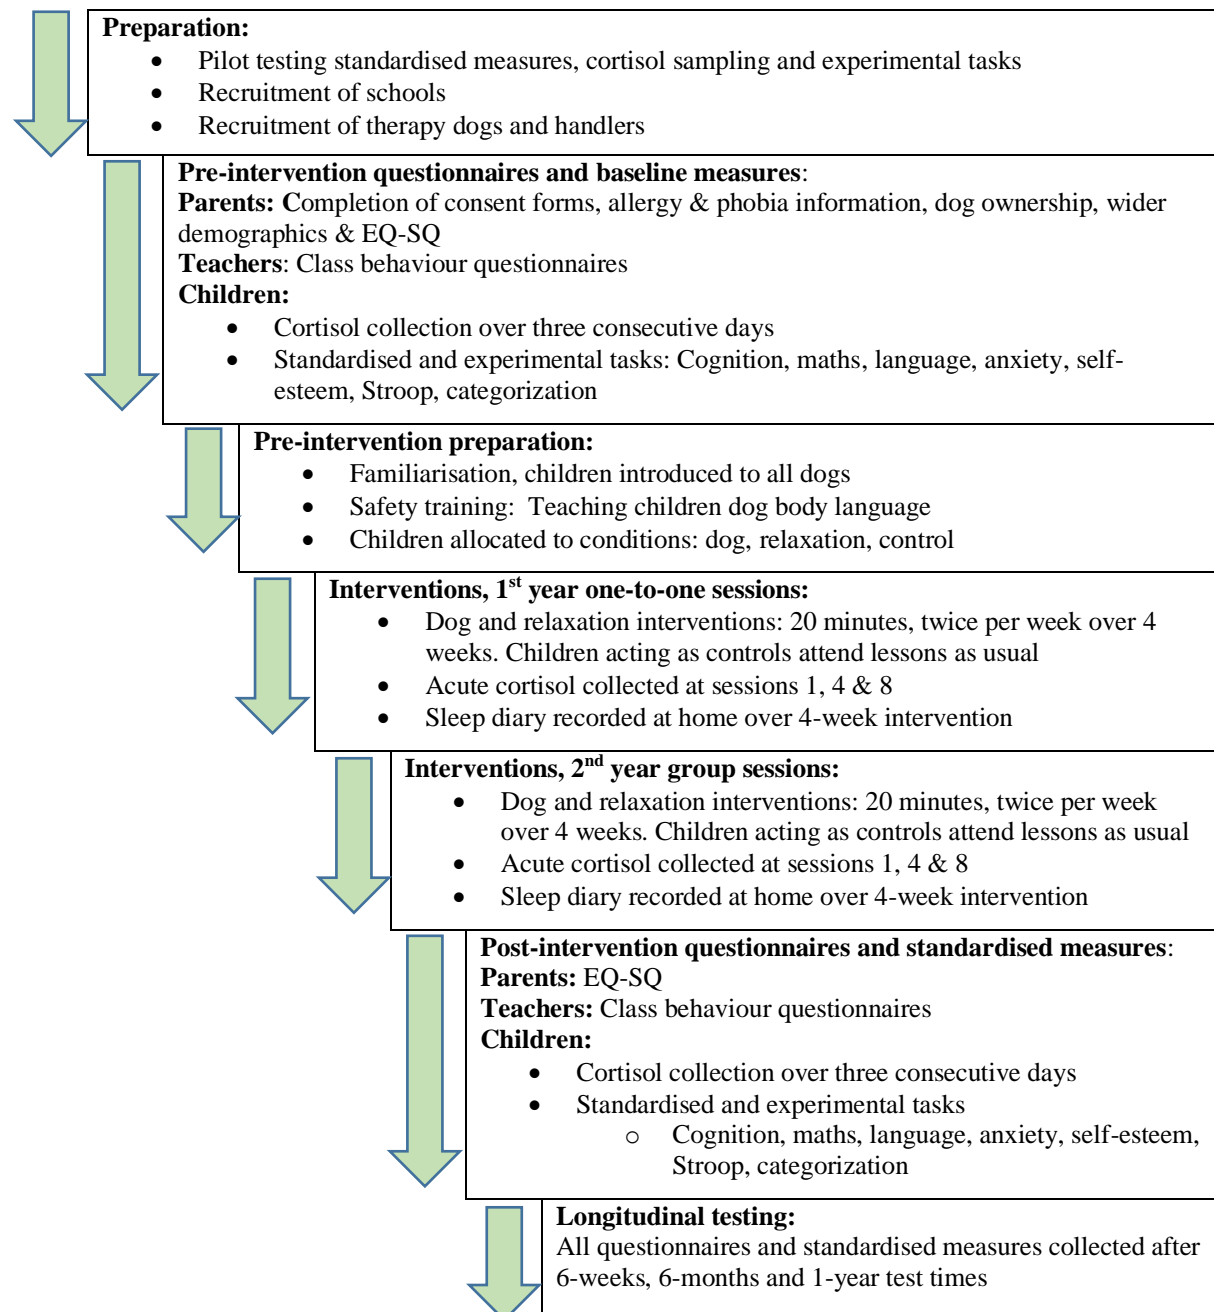 Preparation:
• Pilot testing standardised measures, cortisol sampling and experimental tasks
• Recruitment of schools
• Recruitment of therapy dogs and handlers
Pre-intervention questionnaires and baseline measures:
Parents: Completion of consent forms, allergy & phobia information, dog ownership, wider
demographics & EQ-SQ
Teachers: Class behaviour questionnaires
Children:
• Cortisol collection over three consecutive days
• Standardised and experimental tasks: Cognition, maths, language, anxiety, self-
esteem, Stroop, categorization
Pre-intervention preparation:
• Familiarisation, children introduced to all dogs
• Safety training: Teaching children dog body language
• Children allocated to conditions: dog, relaxation, control
Interventions, 1st year one-to-one sessions:
• Dog and relaxation interventions: 20 minutes, twice per week over 4
weeks. Children acting as controls attend lessons as usual
• Acute cortisol collected at sessions 1, 4 & 8
• Sleep diary recorded at home over 4-week intervention
Interventions, 2nd year group sessions:
• Dog and relaxation interventions: 20 minutes, twice per week
over 4 weeks. Children acting as controls attend lessons as usual
• Acute cortisol collected at sessions 1, 4 & 8
• Sleep diary recorded at home over 4-week intervention
Post-intervention questionnaires and standardised measures:
Parents: EQ-SQ
Teachers: Class behaviour questionnaires
Children:
• Cortisol collection over three consecutive days
• Standardised and experimental tasks
o Cognition, maths, language, anxiety, self-esteem,
Stroop, categorization
Longitudinal testing:
All questionnaires and standardised measures collected after
6-weeks, 6-months and 1-year test times